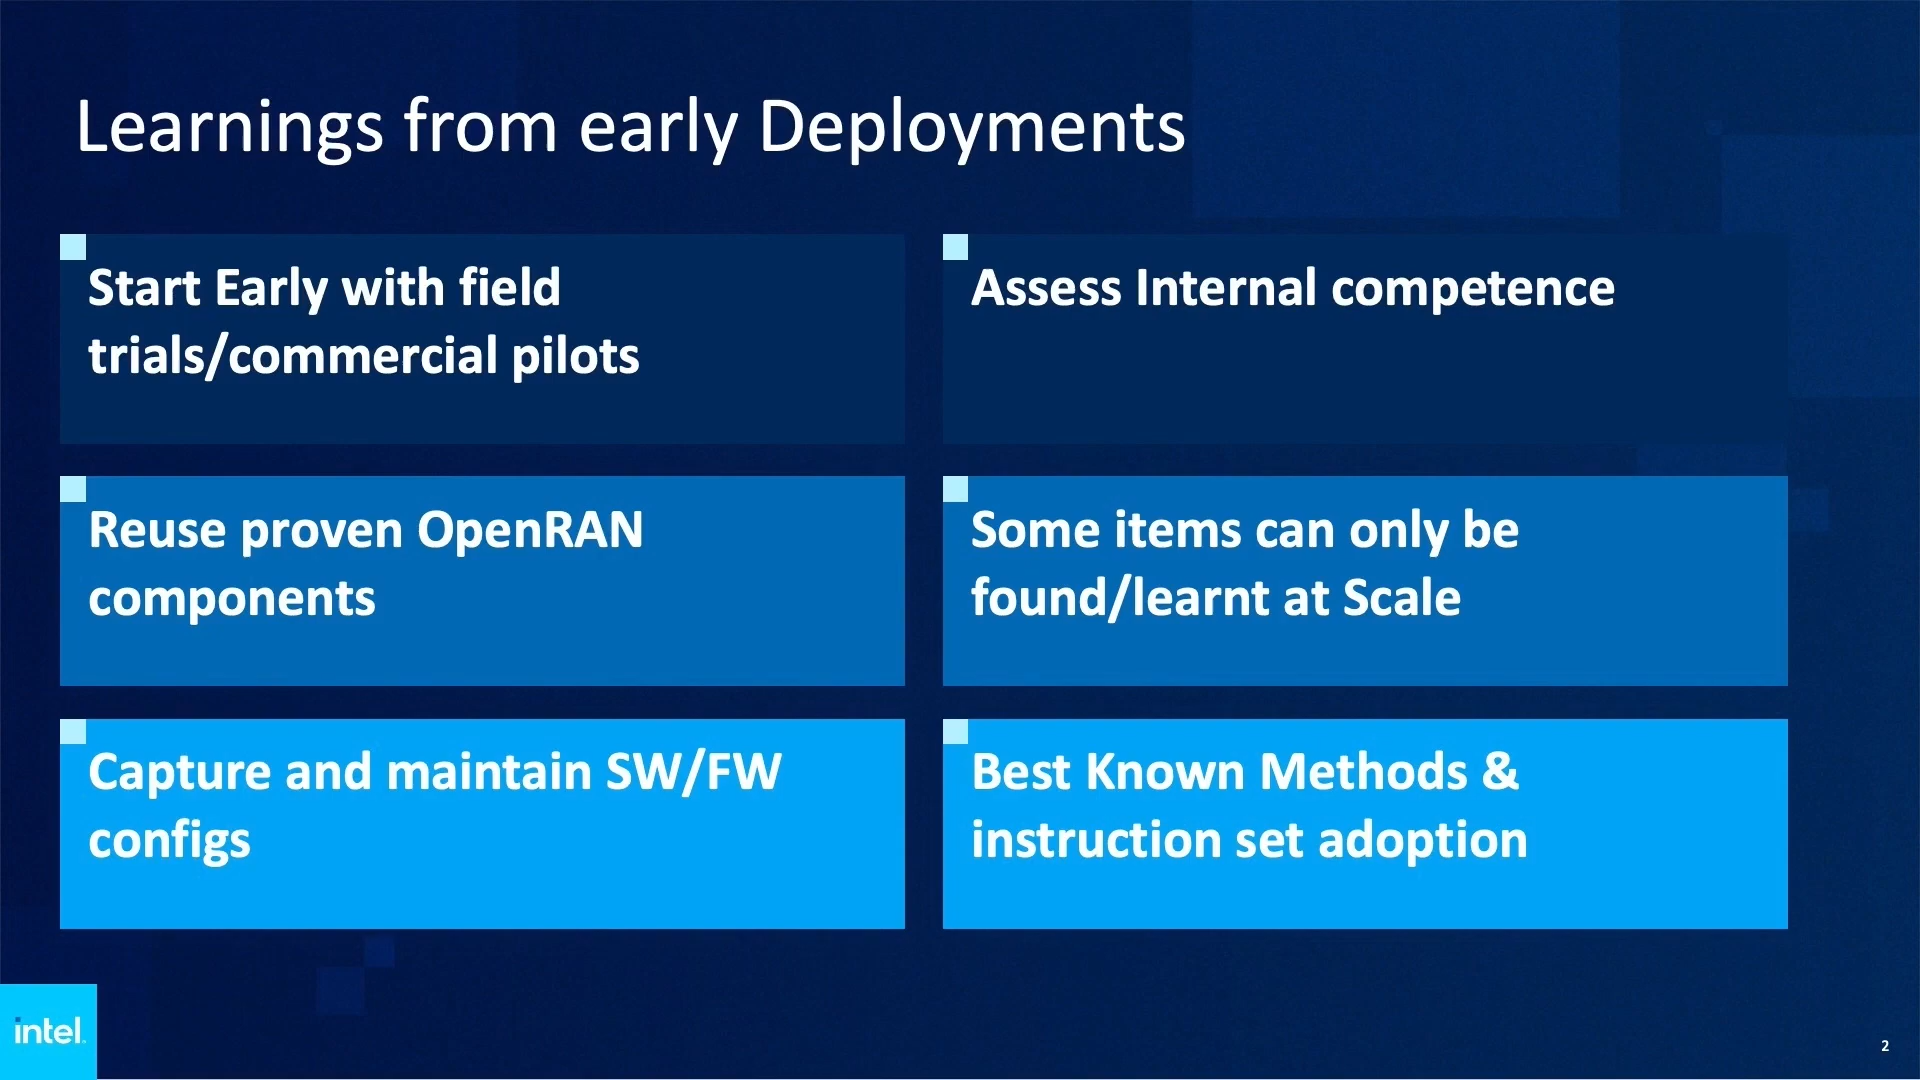 Learnings from early Deployments
Start Early with field
trials/commercial pilots
Assess Internal competence
Reuse proven OpenRAN
components
Some items can only be
found/learnt at Scale
Capture and maintain SW/FW
configs
Best Known Methods &
instruction set adoption
intel.
2